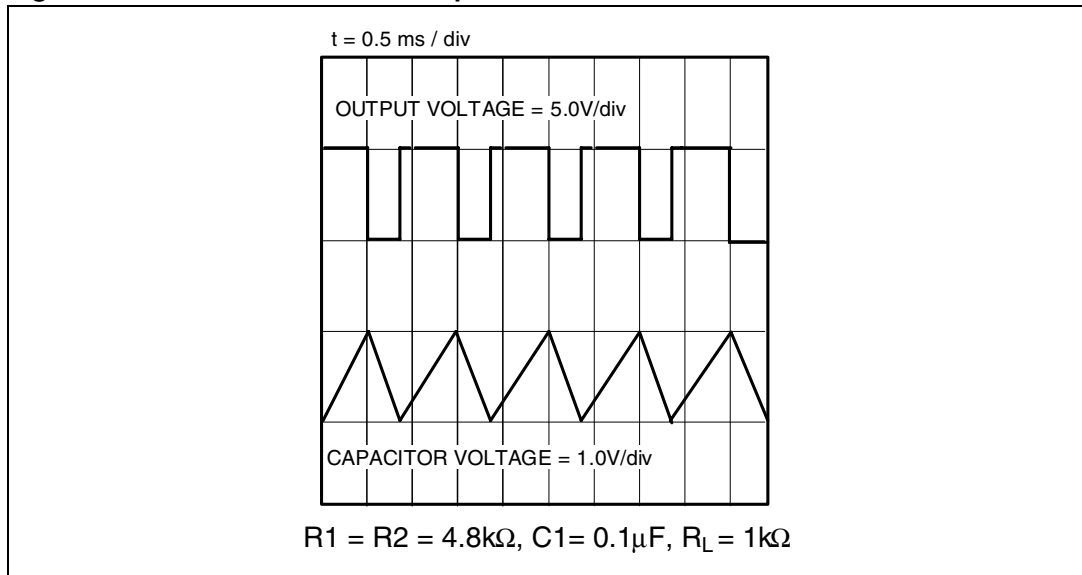 t = 0.5 ms / div
OUTPUT VOLTAGE = 5.0V/div
CAPACITOR VOLTAGE = 1.0V/div
R1 = R2 = 4.8kΩ, C1= 0.1μF, RL = 1kΩ